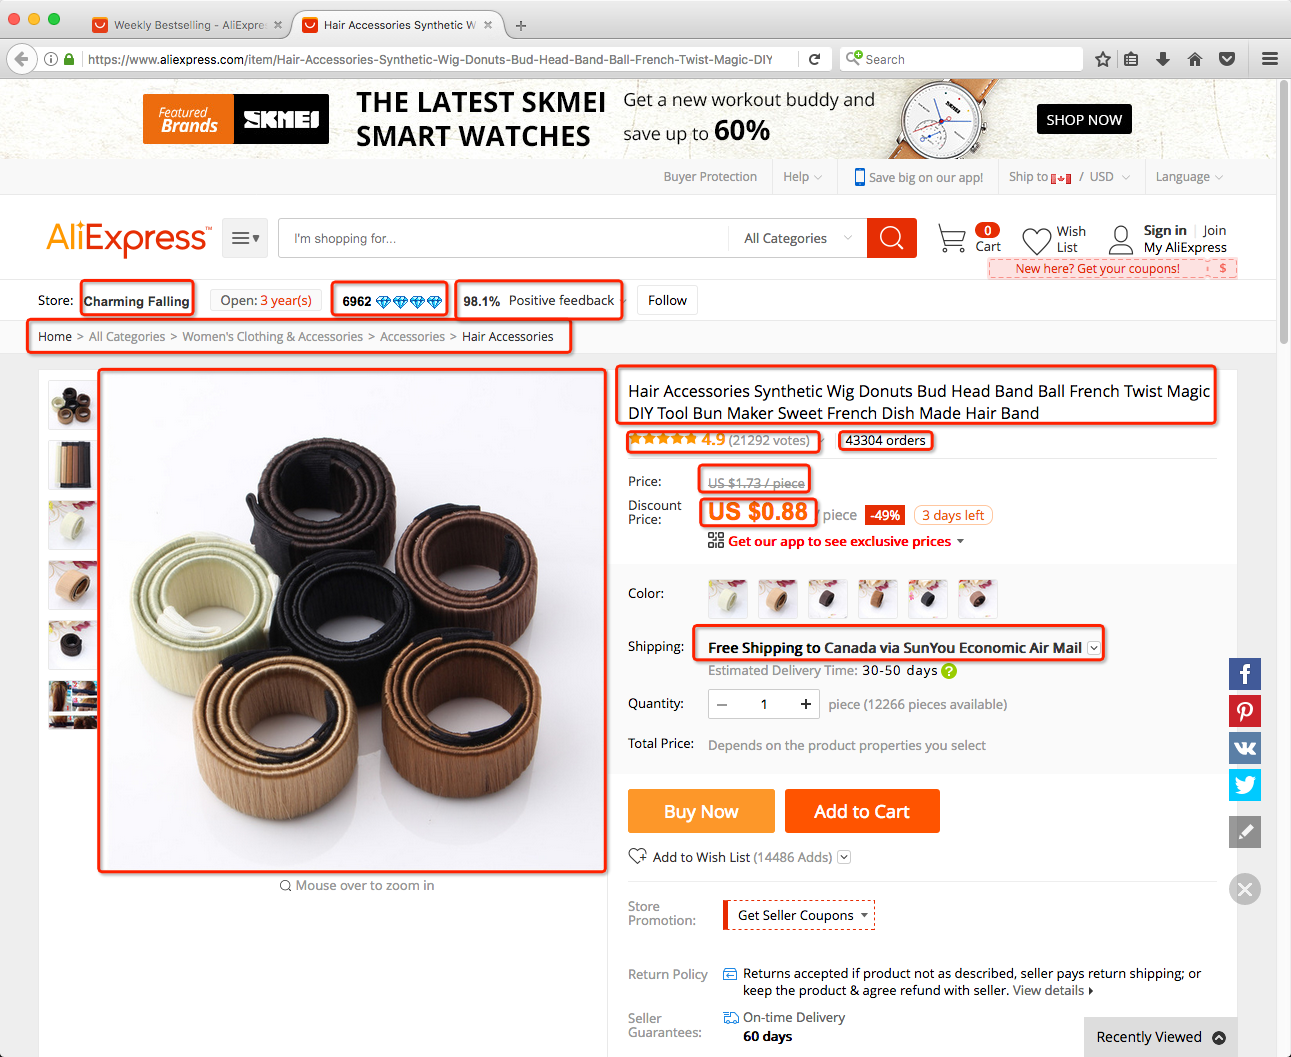 Weekly Bestselling - AliExpre
Hair Accessories Synthetic W
https://www.aliexpress.com/item/Hair-Accessories-Synthetic-Wig-Donuts-Bud-Head-Band-Ball-French-Twist-Magic-DIY
Search
Featured Brands
SKMEI
THE LATEST SKMEI
SMART WATCHES
Get a new workout buddy and
save up to 60%
SHOP NOW
Buyer Protection
Help
Save big on our app!
Ship to / USD
Language
AliExpress™
I'm shopping for...
All Categories
0
Cart
Wish
List
Sign in
Join
My AliExpress
New here? Get your coupons!
$
Store:
Charming Falling
Open: 3 year(s)
6962
98.1% Positive feedback
Follow
Home > All Categories > Women's Clothing & Accessories > Accessories > Hair Accessories
Hair Accessories Synthetic Wig Donuts Bud Head Band Ball French Twist Magic
DIY Tool Bun Maker Sweet French Dish Made Hair Band
4.9 (21292 votes)
43304 orders
Price:
US $1.73 / piece
Discount
Price:
US $0.88 / piece
-49%
3 days left
Get our app to see exclusive prices
Color:
Shipping:
Free Shipping to Canada via SunYou Economic Air Mail
Estimated Delivery Time: 30-50 days ?
Quantity:
− 1 +
piece (12266 pieces available)
Total Price:
Depends on the product properties you select
Buy Now
Add to Cart
Add to Wish List (14486 Adds)
Mouse over to zoom in
Store
Promotion:
Get Seller Coupons
Return Policy
Returns accepted if product not as described, seller pays return shipping; or
keep the product & agree refund with seller. View details
Seller
Guarantees:
On-time Delivery
60 days
Recently Viewed